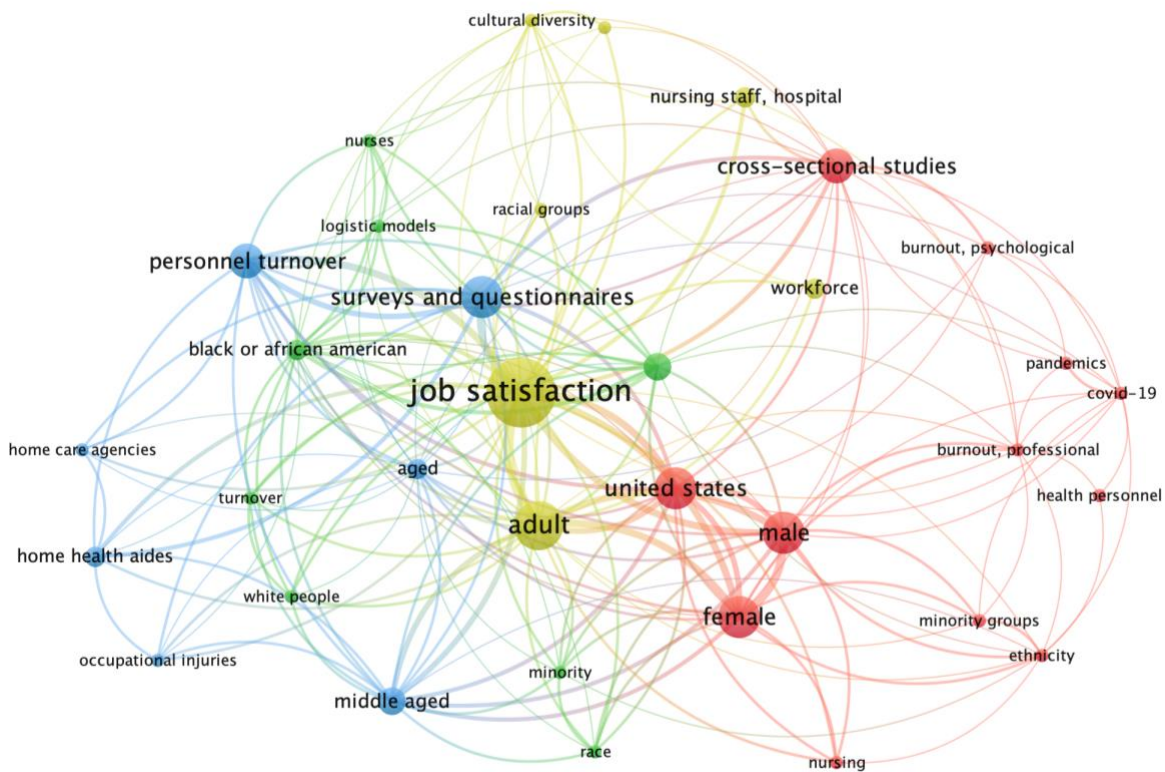 cultural diversity
nursing staff, hospital
nurses
cross-sectional studies
racial groups
logistic models
burnout, psychological
personnel turnover
workforce
surveys and questionnaires
black or african american
pandemics
job satisfaction
covid-19
home care agencies
burnout, professional
aged
united states
health personnel
turnover
adult
male
home health aides
white people
female
minority groups
ethnicity
occupational injuries
minority
middle aged
race
nursing